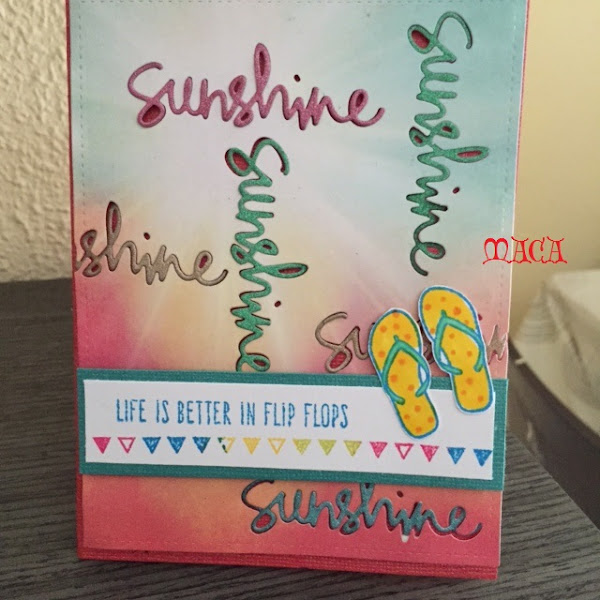 sunshine
sunshine
sunshine
shine
MACA
LIFE IS BETTER IN FLIP FLOPS
sunshine